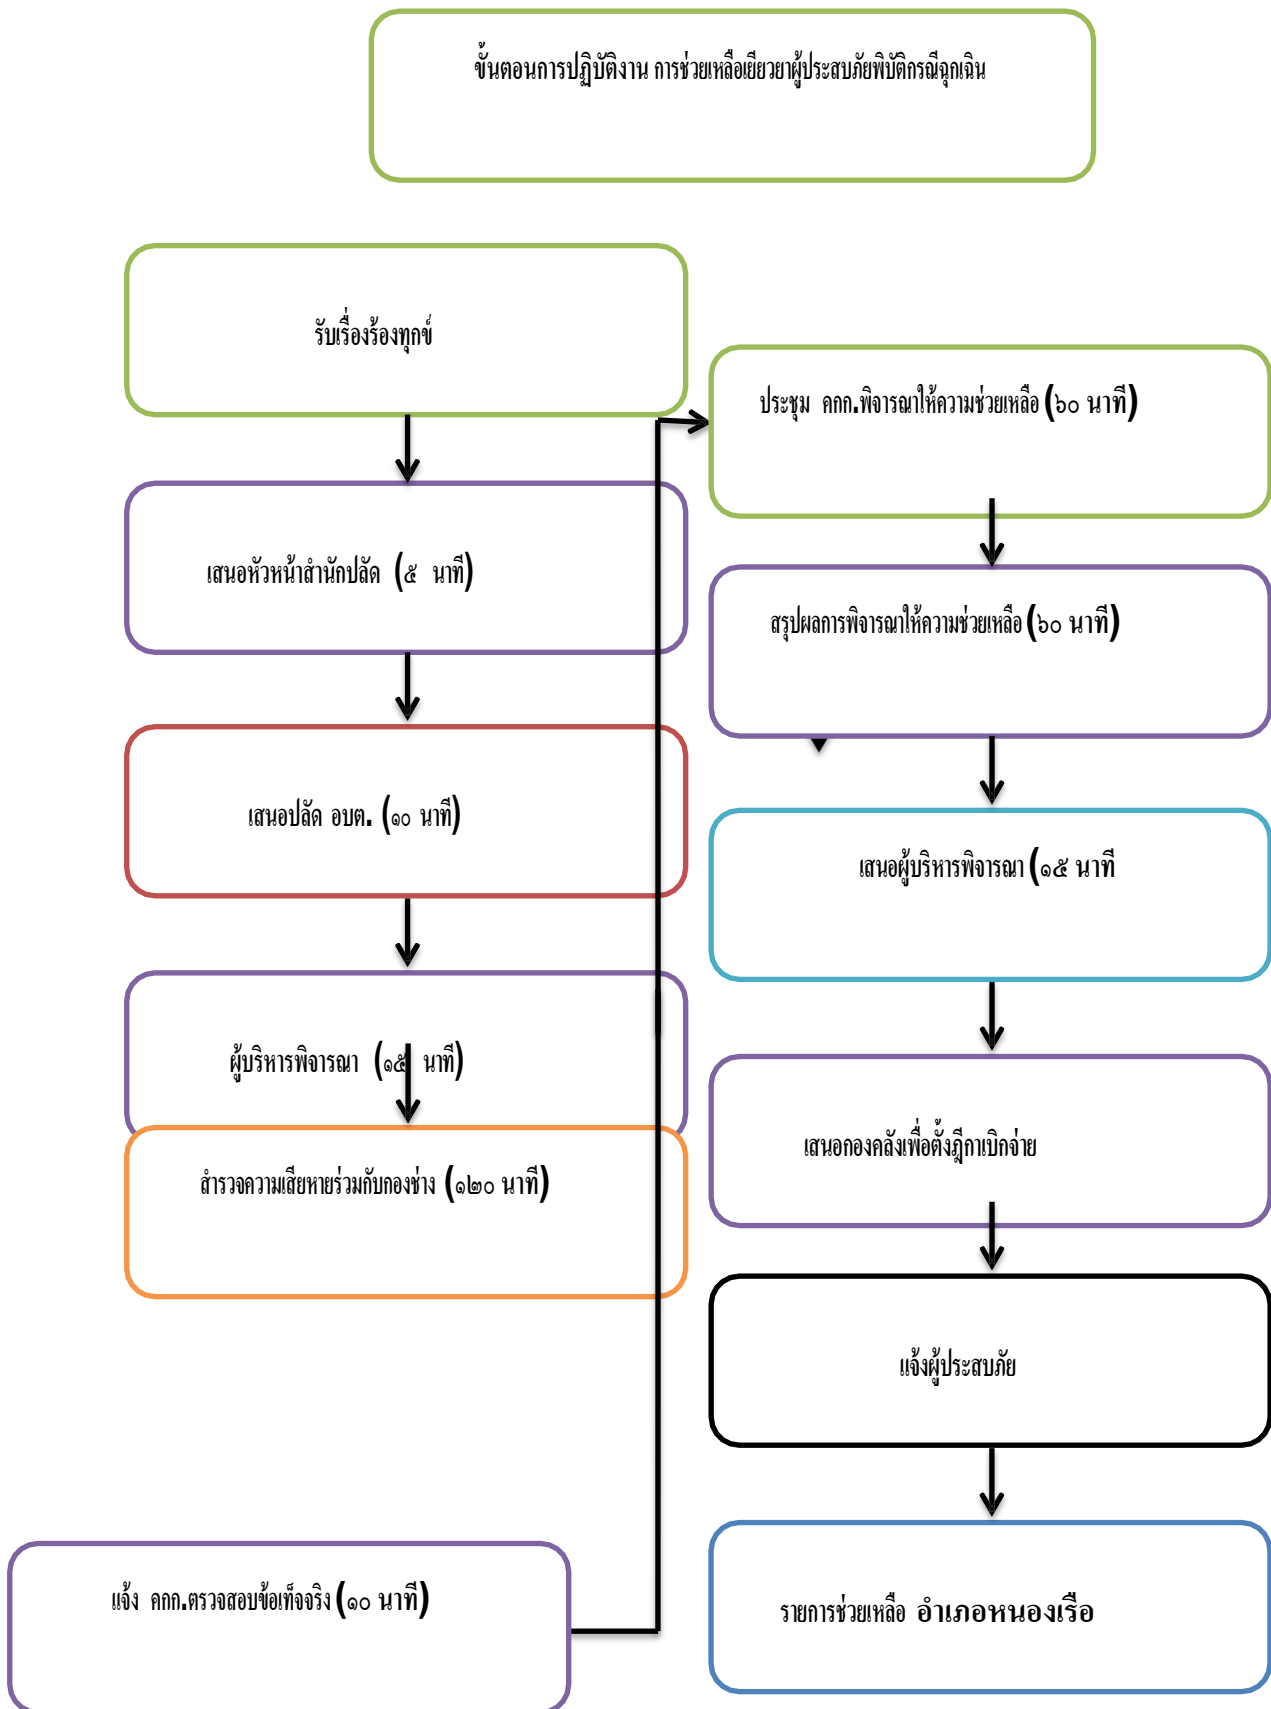 ขั้นตอนการปฏิบัติงาน การช่วยเหลือเยียวยาผู้ประสบภัยพิบัติกรณีฉุกเฉิน
รับเรื่องร้องทุกข์
เสนอหัวหน้าสำนักปลัด (๕ นาที)
เสนอปลัด อบต. (๑๐ นาที)
ผู้บริหารพิจารณา (๑๕ นาที)
สำรวจความเสียหายร่วมกับกองช่าง (๑๒๐ นาที)
แจ้ง คกก.ตรวจสอบข้อเท็จจริง (๑๐ นาที)
ประชุม คกก.พิจารณาให้ความช่วยเหลือ (๖๐ นาที)
สรุปผลการพิจารณาให้ความช่วยเหลือ (๖๐ นาที)
เสนอผู้บริหารพิจารณา (๑๕ นาที
เสนอกองคลังเพื่อตั้งฎีกาเบิกจ่าย
แจ้งผู้ประสบภัย
รายการช่วยเหลือ อำเภอหนองเรือ